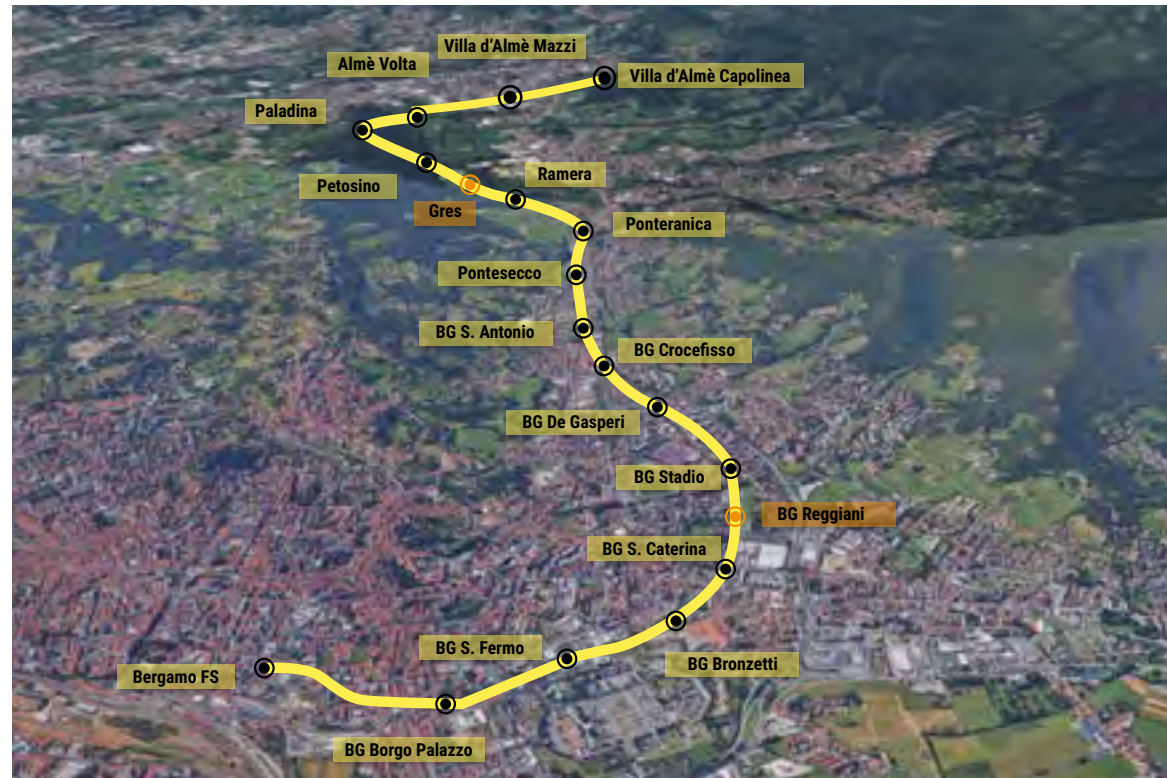 Villa d'Almè Mazzi
Almè Volta
Villa d'Almè Capolinea
Paladina
Petosino
Ramera
Gres
Ponteranica
Pontesecco
BG S. Antonio
BG Crocefisso
BG De Gasperi
BG Stadio
BG Reggiani
BG S. Caterina
BG S. Fermo
BG Bronzetti
Bergamo FS
BG Borgo Palazzo